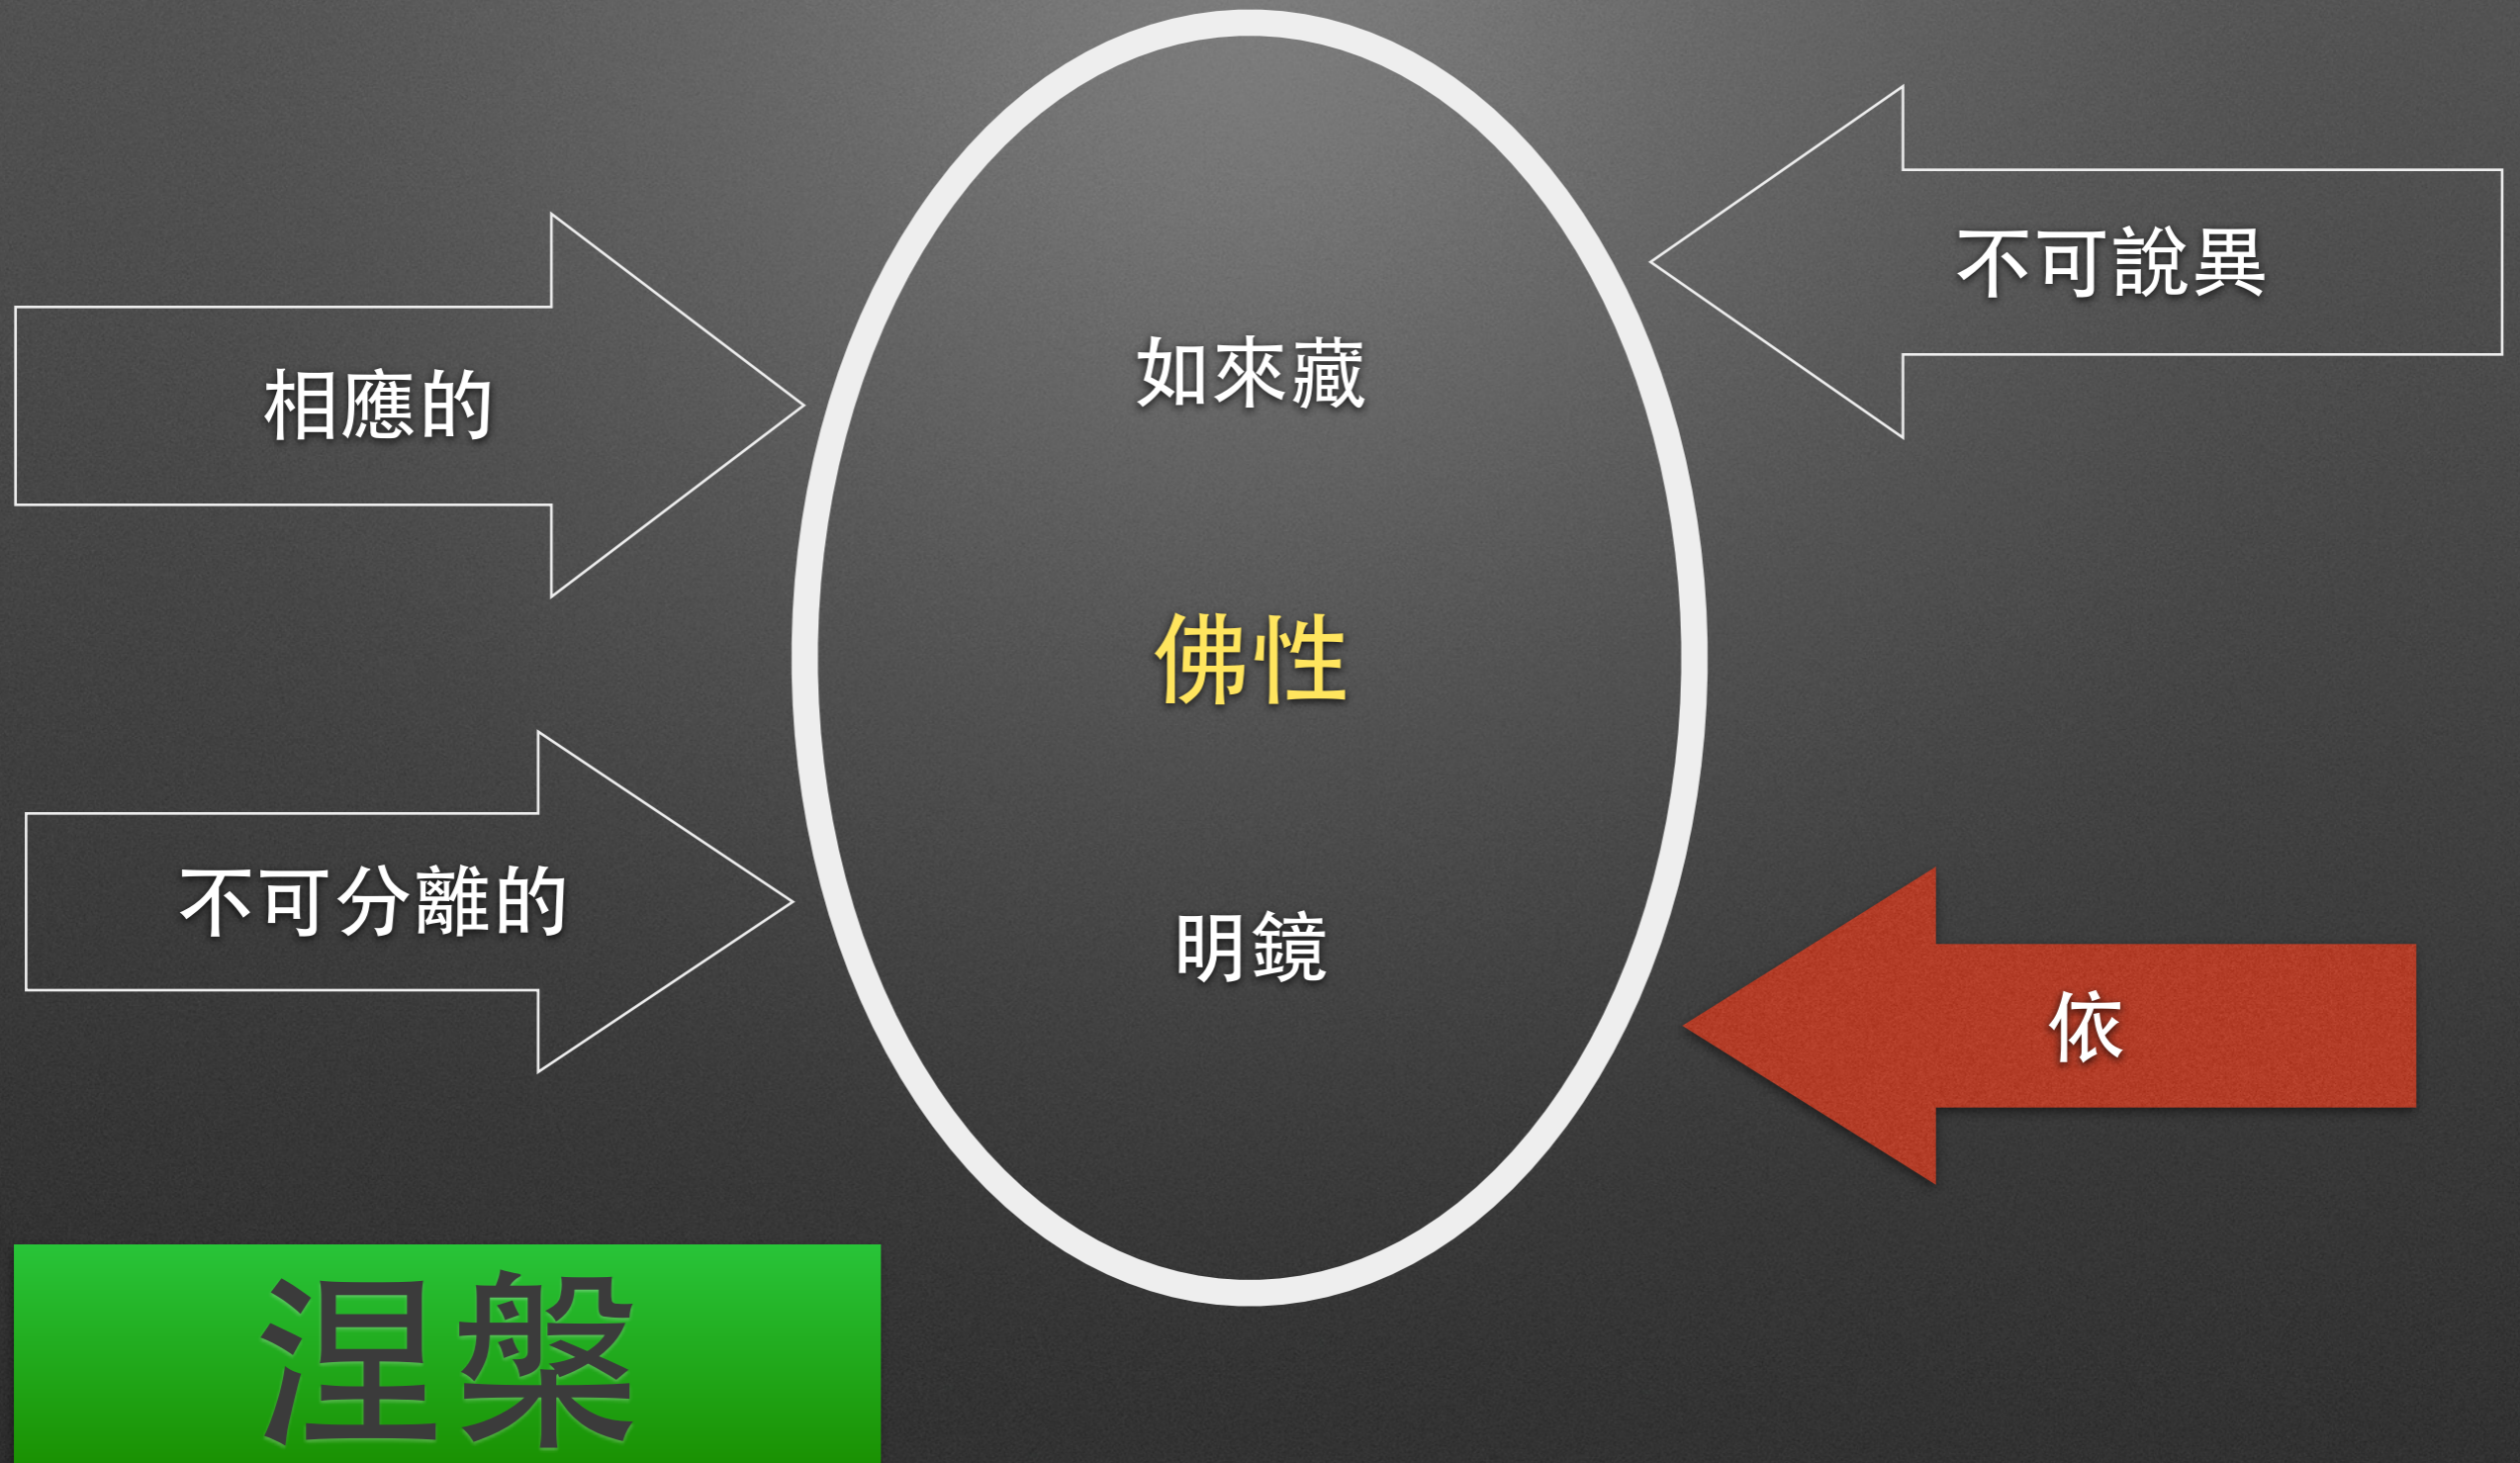 不可說異
相應的
如來藏
佛性
不可分離的
明鏡
依
涅槃